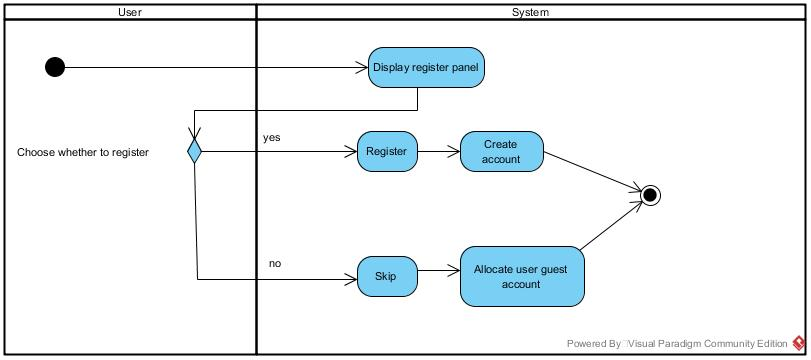 User
System
Display register panel
Choose whether to register
yes
Register
Create
account
no
Skip
Allocate user guest
account
Powered By Visual Paradigm Community Edition